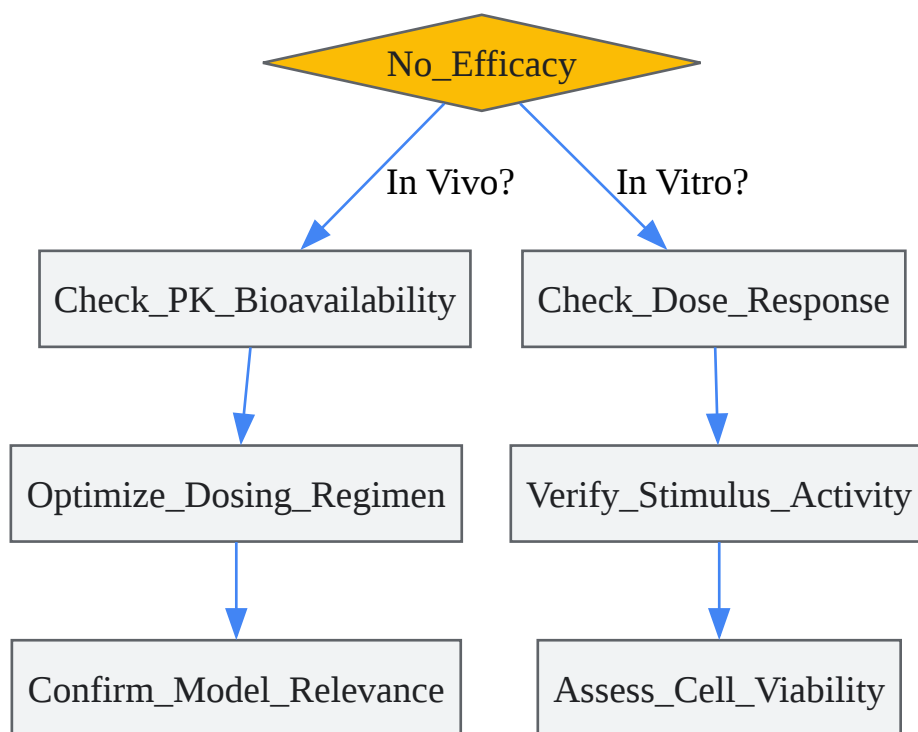 No_Efficacy
In Vivo?
In Vitro?
Check_PK_Bioavailability
Check_Dose_Response
Optimize_Dosing_Regimen
Verify_Stimulus_Activity
Confirm_Model_Relevance
Assess_Cell_Viability